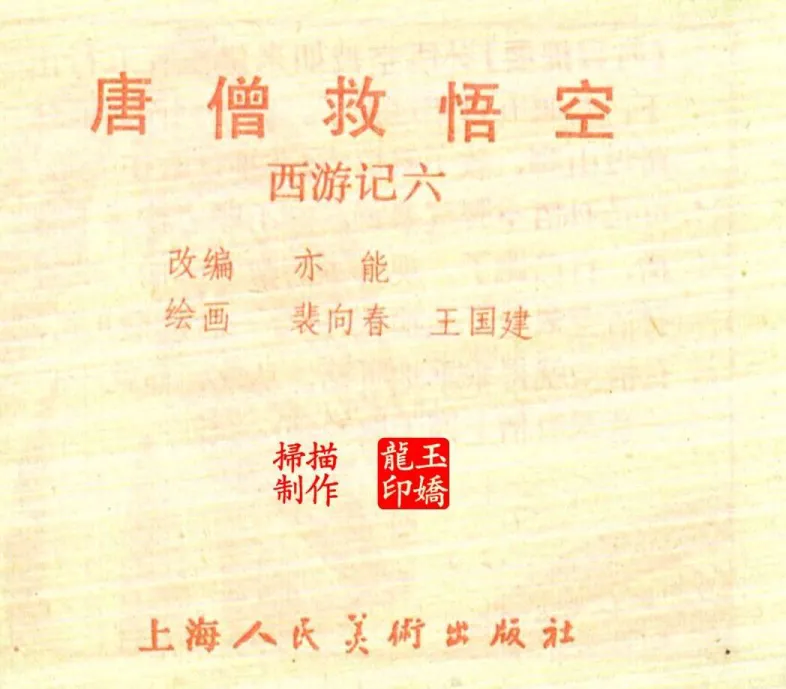 唐僧救悟空
西游记六
改编 亦能
绘画 裴向春 王国建
掃描
制作
龍玉
印嬌
上海人民美術出版社